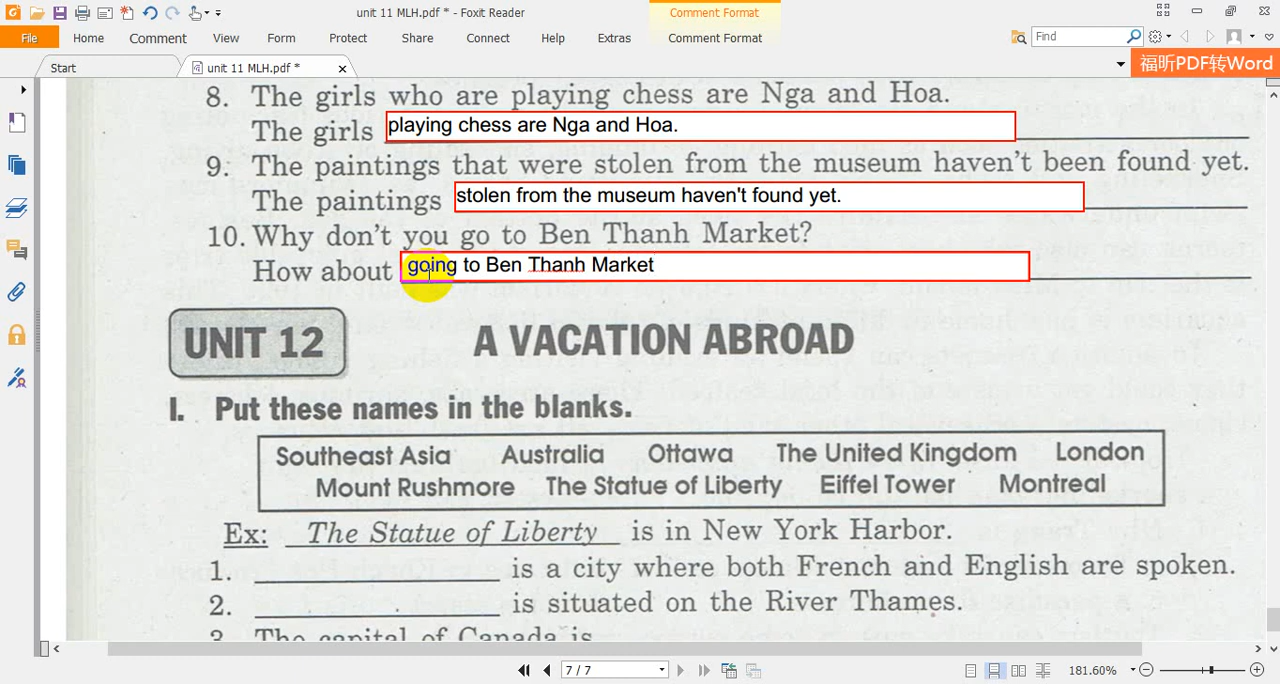 unit 11 MLH.pdf * - Foxit Reader
Comment Format
File Home Comment View Form Protect Share Connect Help Extras Comment Format
Find
Start
unit 11 MLH.pdf *
福昕PDF转Word
8. The girls who are playing chess are Nga and Hoa.
The girls playing chess are Nga and Hoa.
9. The paintings that were stolen from the museum haven't been found yet.
The paintings stolen from the museum haven't found yet.
10. Why don't you go to Ben Thanh Market?
How about going to Ben Thanh Market
UNIT 12 A VACATION ABROAD
I. Put these names in the blanks.
Southeast Asia Australia Ottawa The United Kingdom London
Mount Rushmore The Statue of Liberty Eiffel Tower Montreal
Ex: The Statue of Liberty is in New York Harbor.
1. is a city where both French and English are spoken.
2. is situated on the River Thames.
3. The capital of Canada is
7 / 7
181.60%